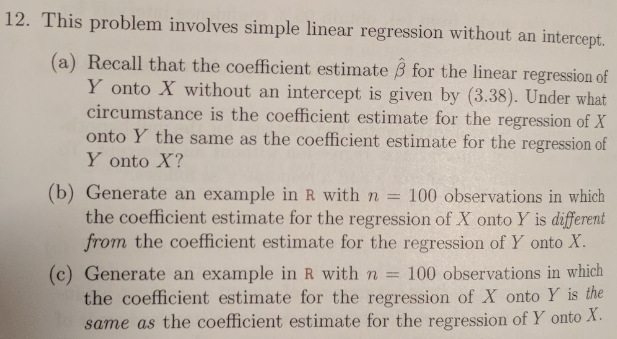 12. This problem involves simple linear regression without an intercept.
(a) Recall that the coefficient estimate β̂ for the linear regression of
Y onto X without an intercept is given by (3.38). Under what
circumstance is the coefficient estimate for the regression of X
onto Y the same as the coefficient estimate for the regression of
Y onto X?
(b) Generate an example in R with n = 100 observations in which
the coefficient estimate for the regression of X onto Y is different
from the coefficient estimate for the regression of Y onto X.
(c) Generate an example in R with n = 100 observations in which
the coefficient estimate for the regression of X onto Y is the
same as the coefficient estimate for the regression of Y onto X.